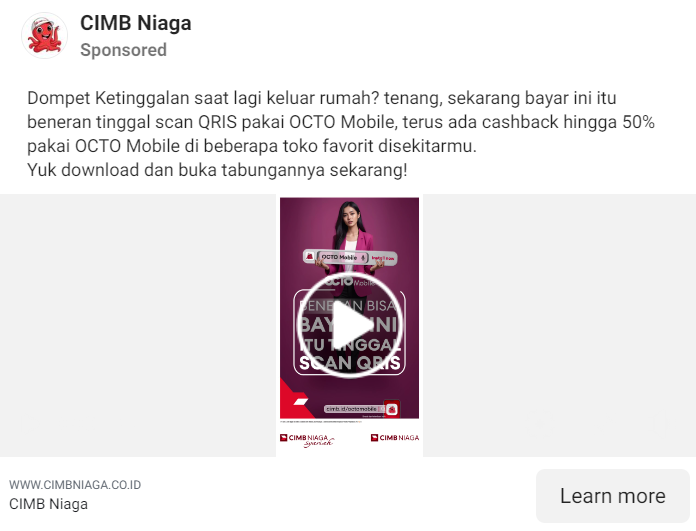 CIMB Niaga
Sponsored
Dompet Ketinggalan saat lagi keluar rumah? tenang, sekarang bayar ini itu
beneran tinggal scan QRIS pakai OCTO Mobile, terus ada cashback hingga 50%
pakai OCTO Mobile di beberapa toko favorit disekitarmu.
Yuk download dan buka tabungannya sekarang!
OCTO Mobile
Mobile
BISA
INI
ITU TINGGAL
SCAN QRIS
cimb.id/octomobile
CIMB NIAGA syariah
CIMB NIAGA
WWW.CIMBNIAGA.CO.ID
CIMB Niaga
Learn more